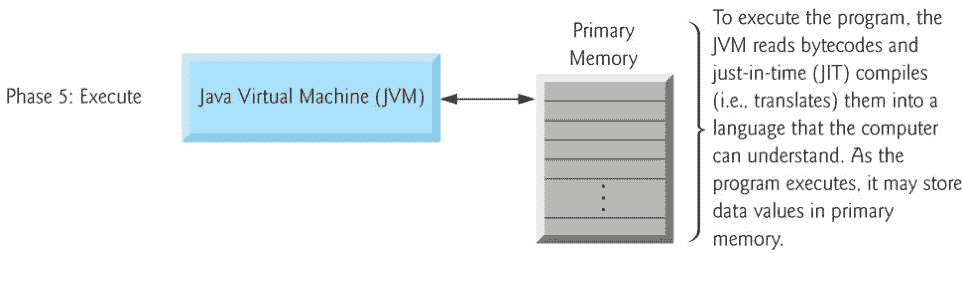 Phase 5: Execute
Java Virtual Machine (JVM)
Primary
Memory
To execute the program, the
JVM reads bytecodes and
just-in-time (JIT) compiles
(i.e., translates) them into a
language that the computer
can understand. As the
program executes, it may store
data values in primary
memory.